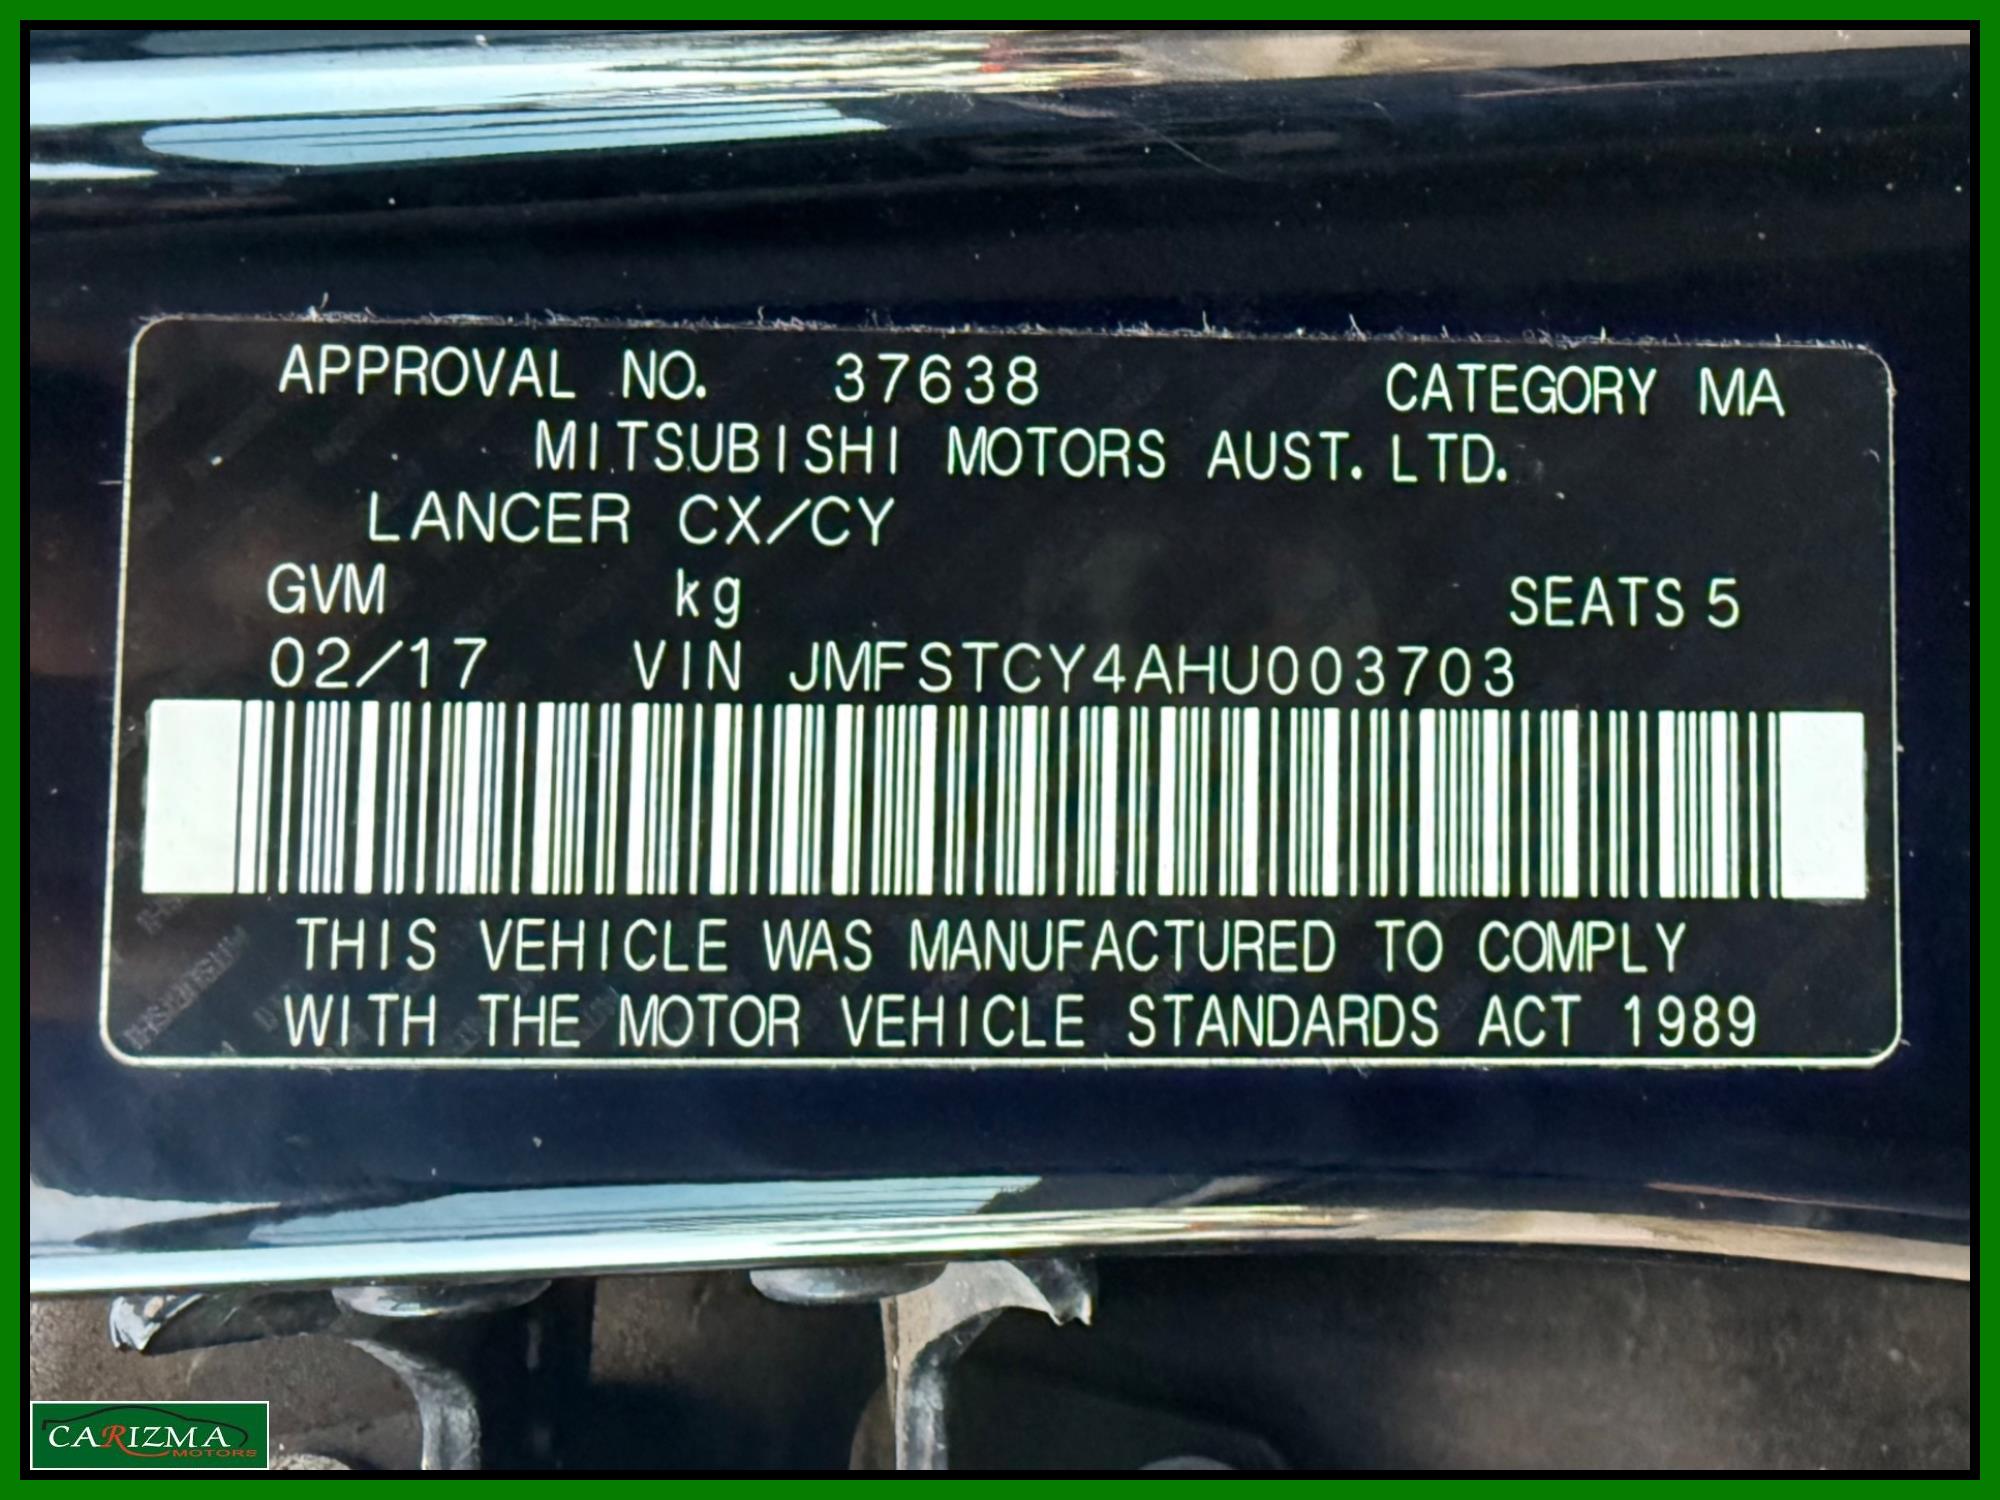 APPROVAL NO. 37638 CATEGORY MA
MITSUBISHI MOTORS AUST. LTD.
LANCER CX/CY
GVM kg SEATS 5
02/17 VIN JMFSTCY4AHU003703
THIS VEHICLE WAS MANUFACTURED TO COMPLY
WITH THE MOTOR VEHICLE STANDARDS ACT 1989
CARIZMA
MOTORS